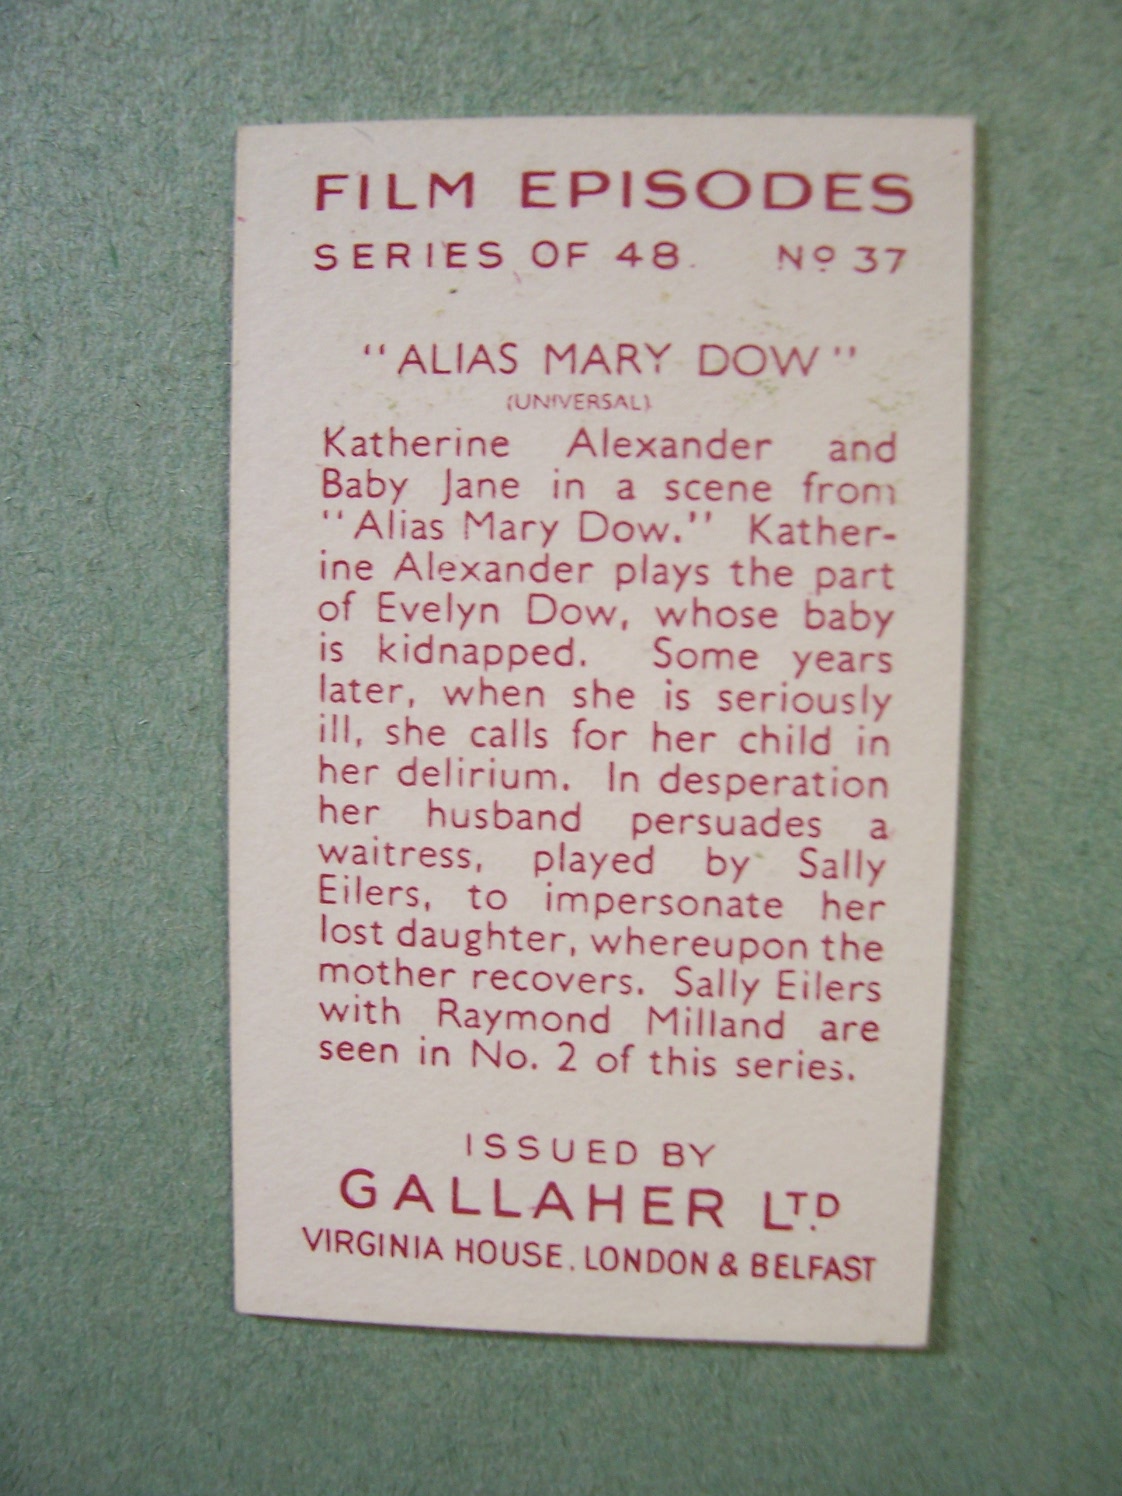 FILM EPISODES
SERIES OF 48. Nº 37
"ALIAS MARY DOW"
(UNIVERSAL)
Katherine Alexander and
Baby Jane in a scene from
"Alias Mary Dow." Kather-
ine Alexander plays the part
of Evelyn Dow, whose baby
is kidnapped. Some years
later, when she is seriously
ill, she calls for her child in
her delirium. In desperation
her husband persuades a
waitress, played by Sally
Eilers, to impersonate her
lost daughter, whereupon the
mother recovers. Sally Eilers
with Raymond Milland are
seen in No. 2 of this series.
ISSUED BY
GALLAHER LTD.
VIRGINIA HOUSE, LONDON & BELFAST